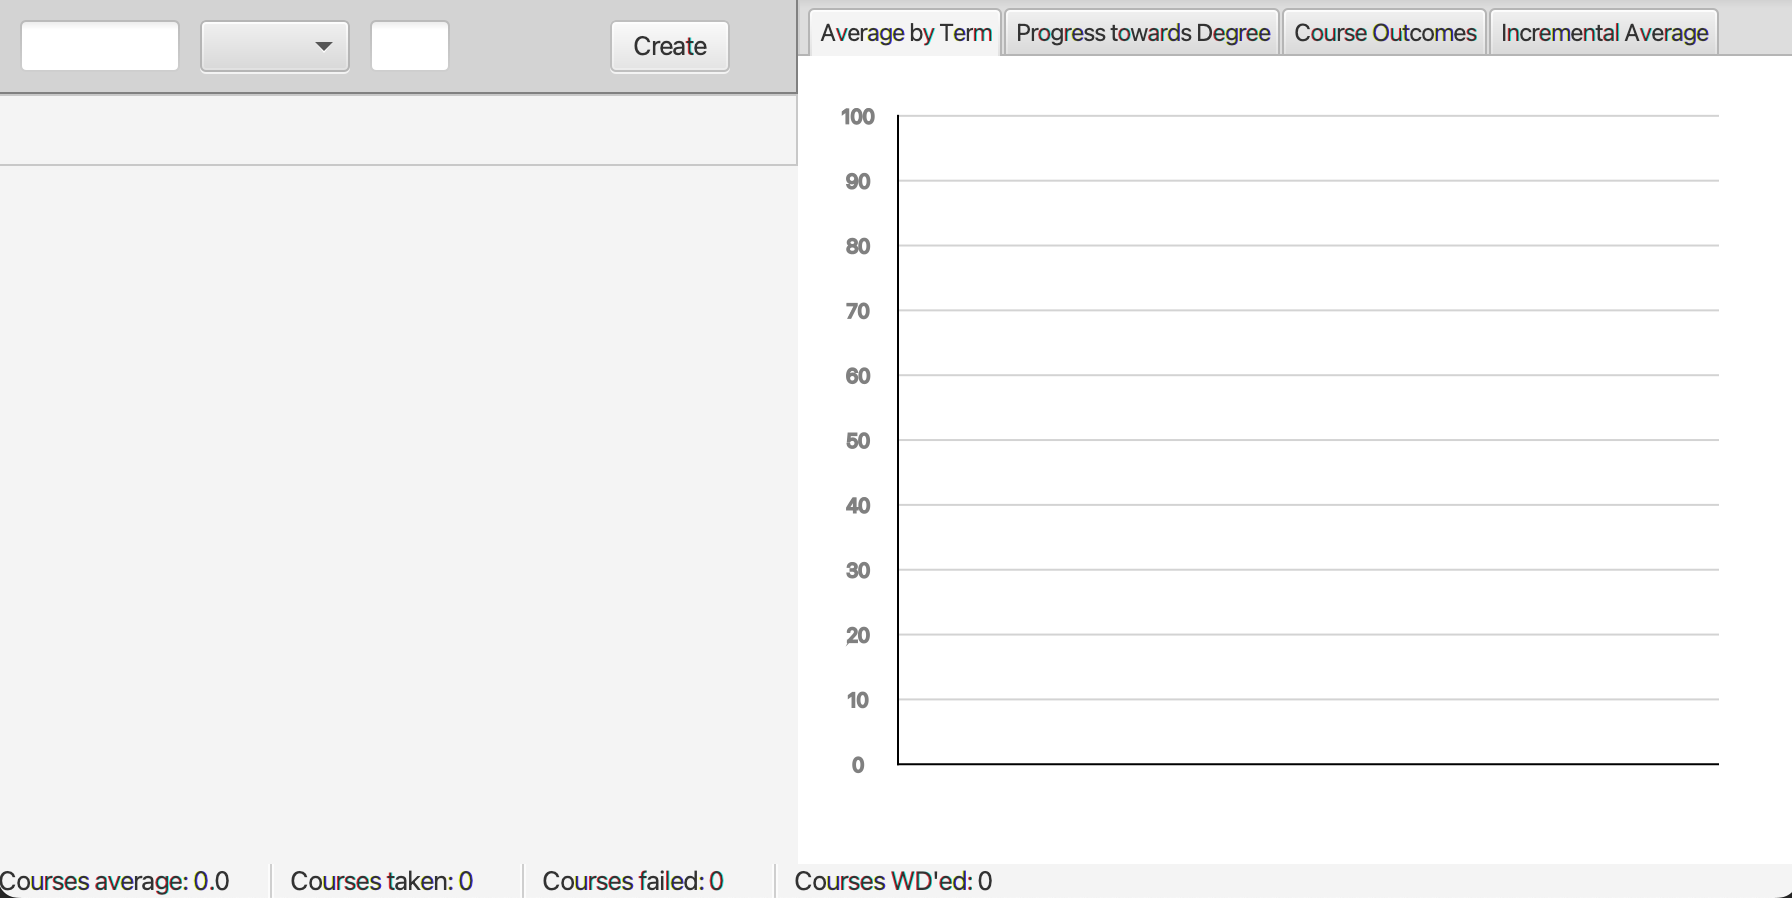 Create
Average by Term
Progress towards Degree
Course Outcomes
Incremental Average
100
90
80
70
60
50
40
30
20
10
0
Courses average: 0.0
Courses taken: 0
Courses failed: 0
Courses WD'ed: 0